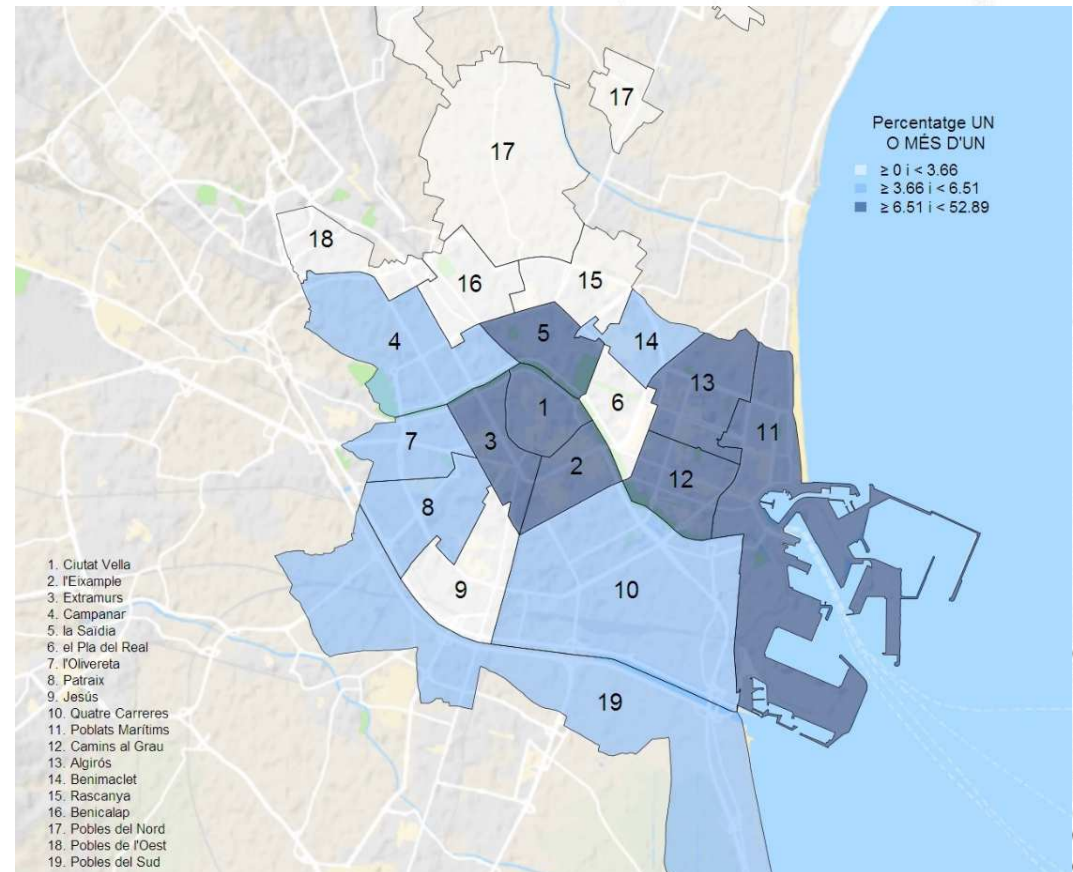 17
17
18
16
15
4
5
14
13
6
1
11
7
3
2
12
8
10
9
19
Percentatge UN
O MÉS D'UN
≥ 0 i < 3.66
≥ 3.66 i < 6.51
≥ 6.51 i < 52.89
1. Ciutat Vella
2. l'Eixample
3. Extramurs
4. Campanar
5. la Saïdia
6. el Pla del Real
7. l'Olivereta
8. Patraix
9. Jesús
10. Quatre Carreres
11. Poblats Marítims
12. Camins al Grau
13. Algirós
14. Benimaclet
15. Rascanya
16. Benicalap
17. Pobles del Nord
18. Pobles de l'Oest
19. Pobles del Sud